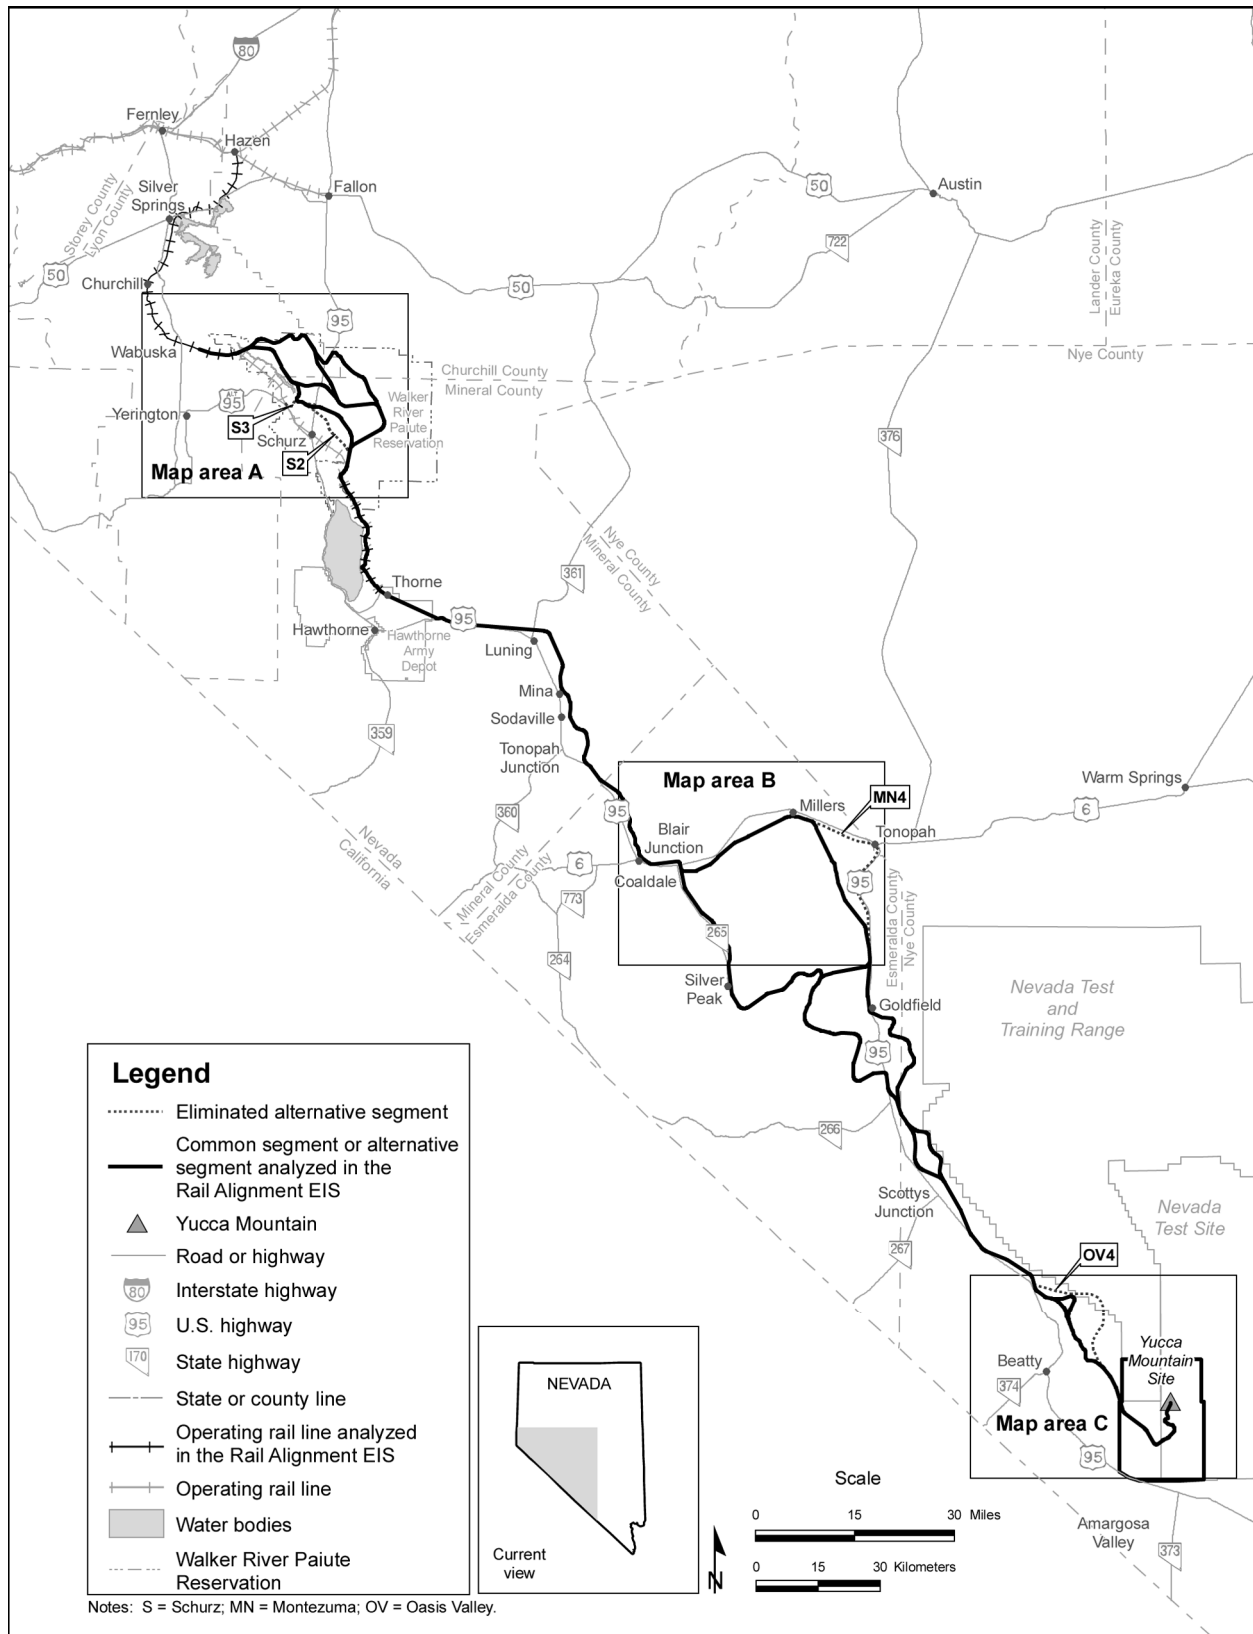 80
Fernley
Hazen
Silver
Springs
Fallon
50
Austin
Storey County
Lyon County
722
Lander County
Eureka County
50
Churchill
50
95
Wabuska
Nye County
Churchill County
Mineral County
ALT
95
Yerington
Walker
River
Paiute
Reservation
S3
Schurz
S2
376
Map area A
Nye County
Mineral County
361
Thorne
95
Hawthorne
Hawthorne
Army
Depot
Luning
Mina
Sodaville
359
Tonopah
Junction
Map area B
Warm Springs
MN4
Millers
6
95
360
Tonopah
Blair
Junction
Nevada
California
6
Coaldale
95
Mineral County
Esmeralda County
773
Esmeralda County
Nye County
265
264
Silver
Peak
Nevada Test
and
Training Range
Goldfield
95
266
Scottys
Junction
Nevada
Test Site
267
OV4
Yucca
Mountain
Site
Beatty
374
Map area C
95
Amargosa
Valley
373
Legend
Eliminated alternative segment
Common segment or alternative
segment analyzed in the
Rail Alignment EIS
Yucca Mountain
Road or highway
80
Interstate highway
95
U.S. highway
170
State highway
State or county line
Operating rail line analyzed
in the Rail Alignment EIS
Operating rail line
Water bodies
Walker River Paiute
Reservation
NEVADA
Current
view
N
Scale
0 15 30 Miles
0 15 30 Kilometers
Notes: S = Schurz; MN = Montezuma; OV = Oasis Valley.